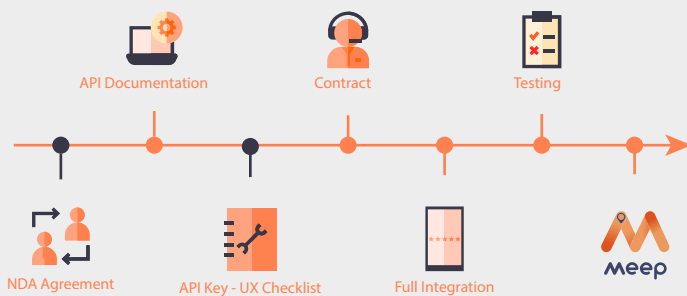 API Documentation
Contract
Testing
NDA Agreement
API Key - UX Checklist
Full Integration
meep